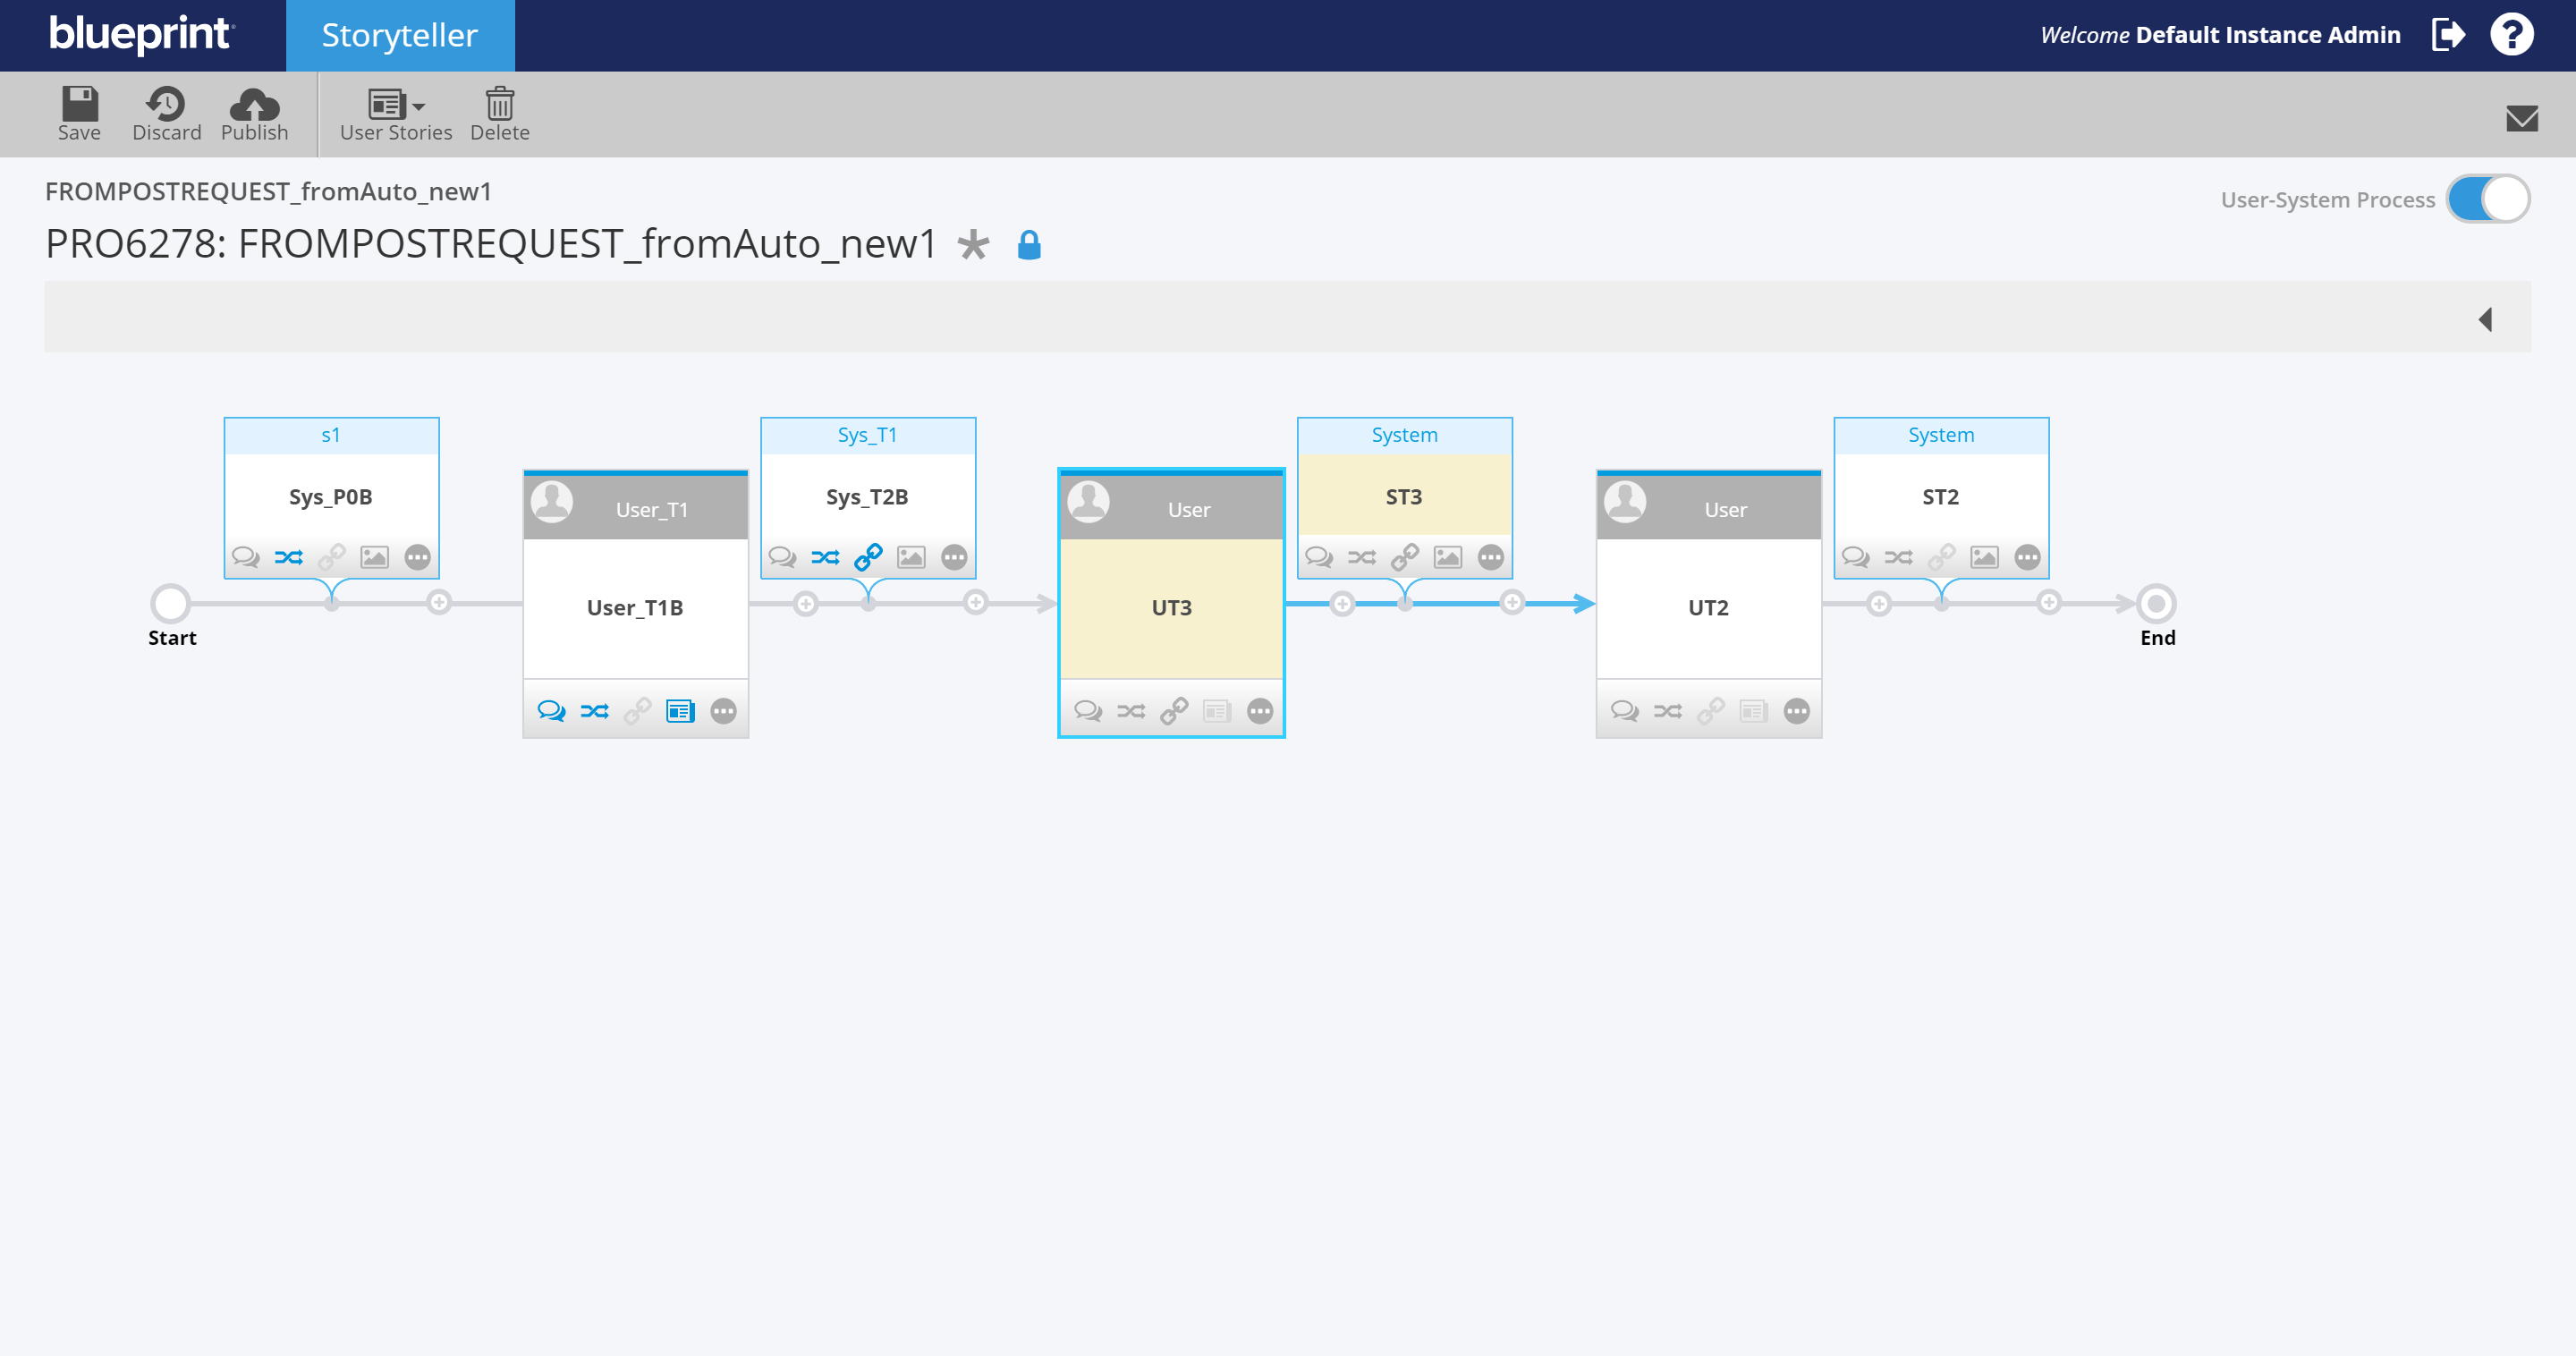 blueprint
Storyteller
Welcome Default Instance Admin
Save
Discard
Publish
User Stories
Delete
FROMPOSTREQUEST_fromAuto_new1
User-System Process
PRO6278: FROMPOSTREQUEST_fromAuto_new1 *
s1
Sys_T1
System
System
Sys_P0B
Sys_T2B
ST3
ST2
User_T1
User
User
User_T1B
UT3
UT2
Start
End